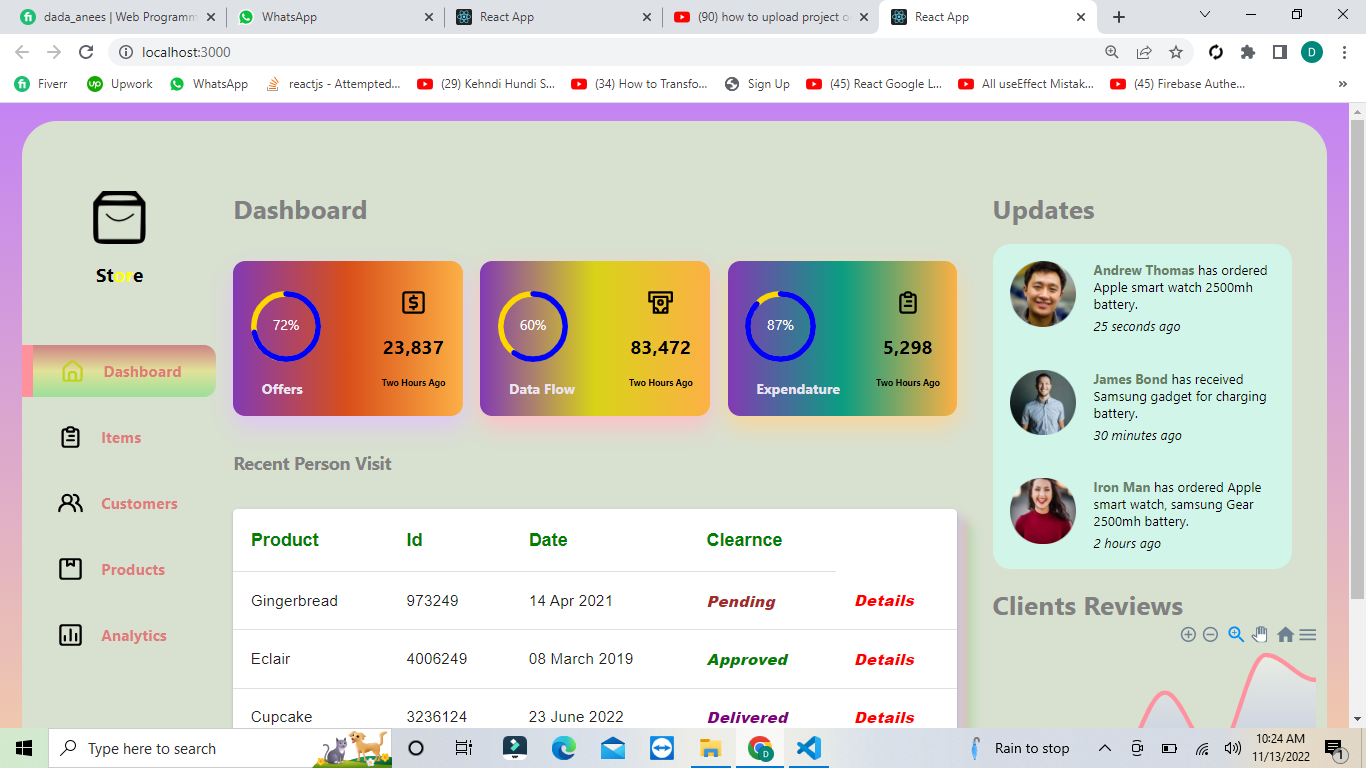 dada_anees | Web Programm
WhatsApp
React App
(90) how to upload project o
React App
localhost:3000
D
Fiverr
Upwork
WhatsApp
reactjs - Attempted...
(29) Kehndi Hundi S...
(34) How to Transfo...
Sign Up
(45) React Google L...
All useEffect Mistak...
(45) Firebase Authe...
»
Store
Dashboard
Items
Customers
Products
Analytics
Dashboard
72%
Offers
23,837
Two Hours Ago
60%
Data Flow
83,472
Two Hours Ago
87%
Expendature
5,298
Two Hours Ago
Recent Person Visit
Product Id Date Clearnce
Gingerbread 973249 14 Apr 2021 Pending Details
Eclair 4006249 08 March 2019 Approved Details
Cupcake 3236124 23 June 2022 Delivered Details
Updates
Andrew Thomas has ordered
Apple smart watch 2500mh
battery.
25 seconds ago
James Bond has received
Samsung gadget for charging
battery.
30 minutes ago
Iron Man has ordered Apple
smart watch, samsung Gear
2500mh battery.
2 hours ago
Clients Reviews
Type here to search
Rain to stop
10:24 AM
11/13/2022
1